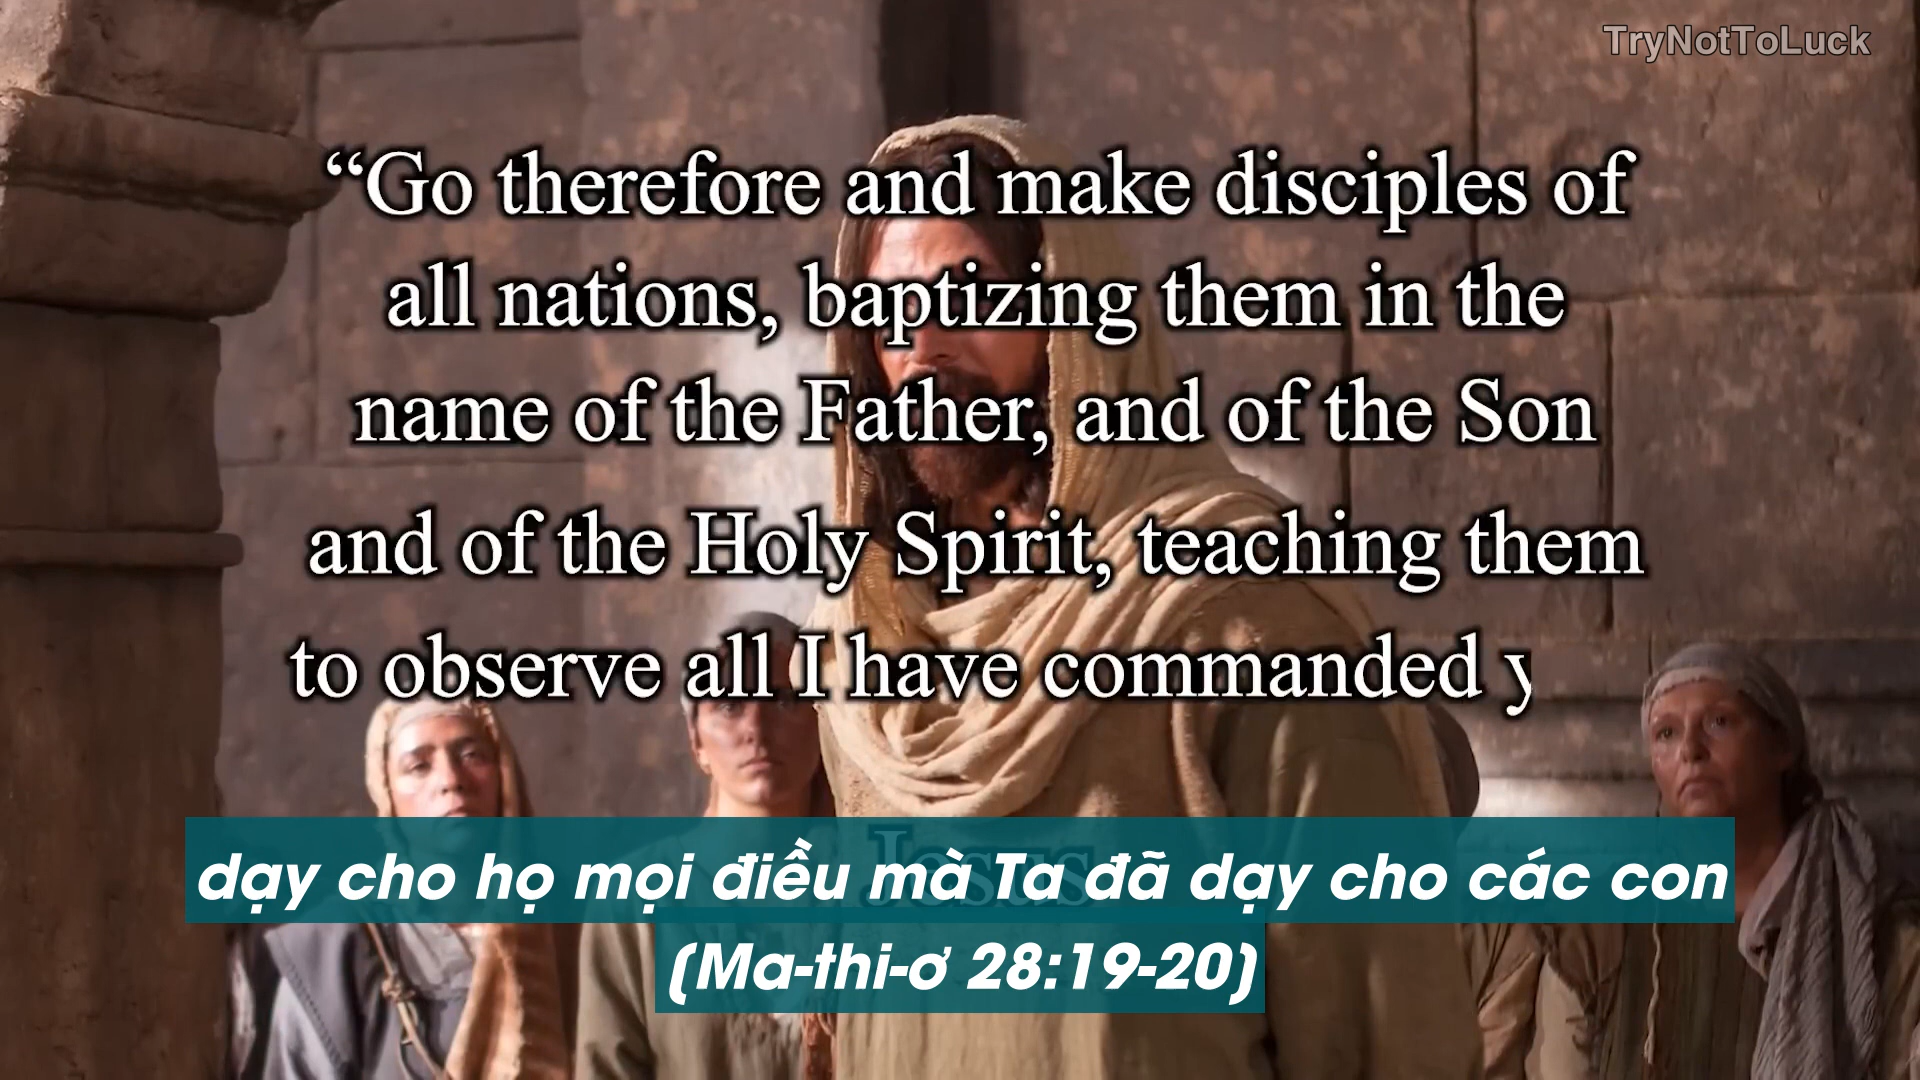 TryNotToLuck
“Go therefore and make disciples of
all nations, baptizing them in the
name of the Father, and of the Son
and of the Holy Spirit, teaching them
to observe all I have commanded y
Jesus
dạy cho họ mọi điều mà Ta đã dạy cho các con
(Ma-thi-ơ 28:19-20)